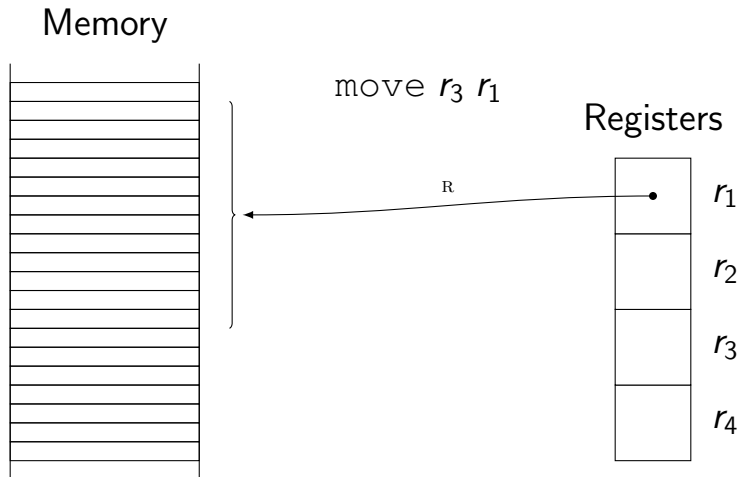 Memory
move r₃ r₁
Registers
R
r₁
r₂
r₃
r₄